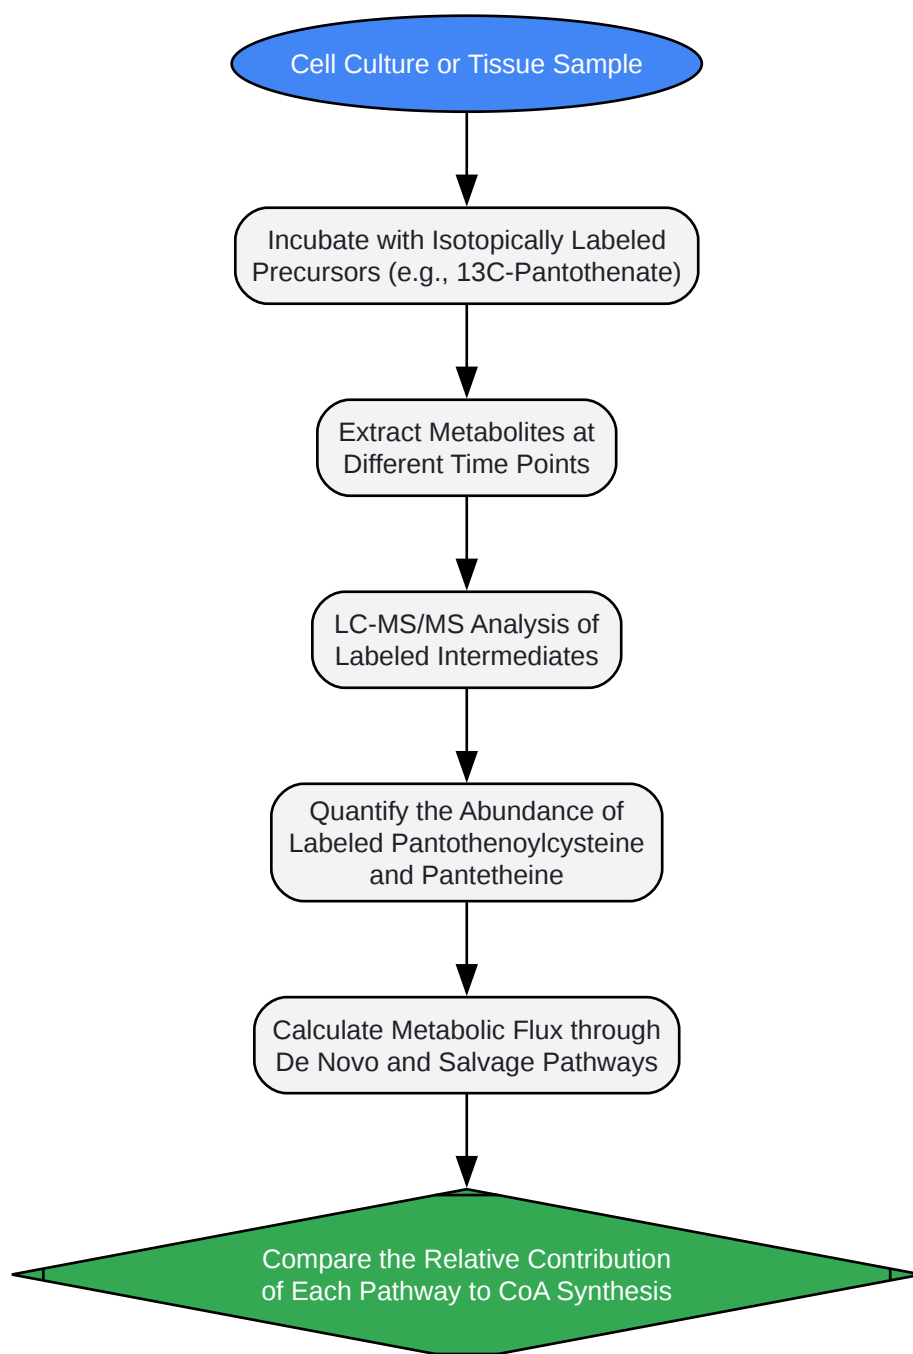 Cell Culture or Tissue Sample
Incubate with Isotopically Labeled
Precursors (e.g., 13C-Pantothenate)
Extract Metabolites at
Different Time Points
LC-MS/MS Analysis of
Labeled Intermediates
Quantify the Abundance of
Labeled Pantothenoylcysteine
and Pantetheine
Calculate Metabolic Flux through
De Novo and Salvage Pathways
Compare the Relative Contribution
of Each Pathway to CoA Synthesis